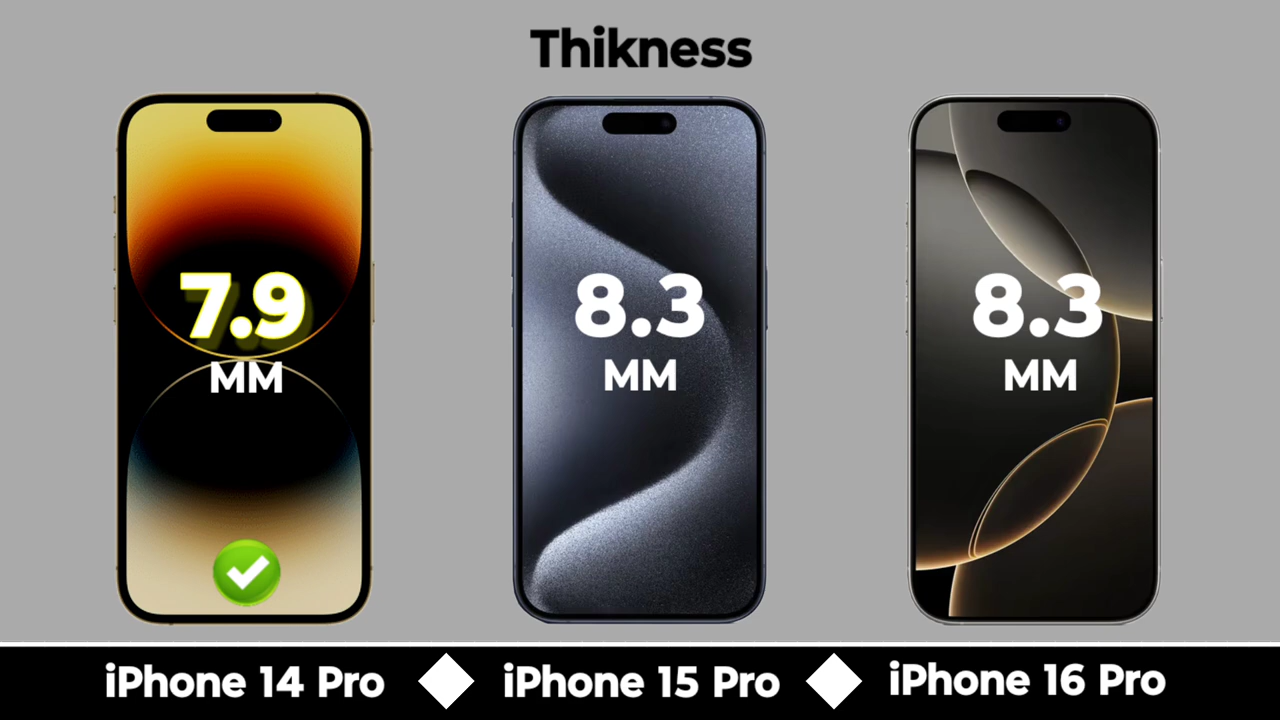 Thikness
7.9
MM
8.3
MM
8.3
MM
iPhone 14 Pro
iPhone 15 Pro
iPhone 16 Pro